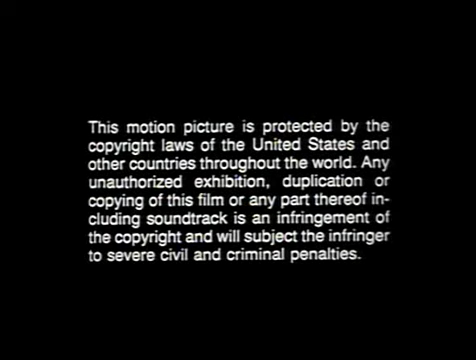 This motion picture is protected by the
copyright laws of the United States and
other countries throughout the world. Any
unauthorized exhibition, duplication or
copying of this film or any part thereof in-
cluding soundtrack is an infringement of
the copyright and will subject the infringer
to severe civil and criminal penalties.